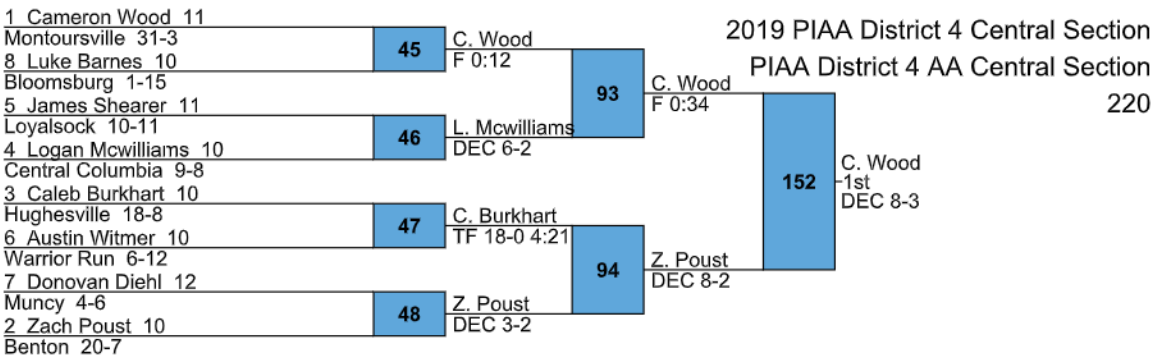 1 Cameron Wood 11
Montoursville 31-3
8 Luke Barnes 10
Bloomsburg 1-15
5 James Shearer 11
Loyalsock 10-11
4 Logan Mcwilliams 10
Central Columbia 9-8
3 Caleb Burkhart 10
Hughesville 18-8
6 Austin Witmer 10
Warrior Run 6-12
7 Donovan Diehl 12
Muncy 4-6
2 Zach Poust 10
Benton 20-7
45
46
47
48
C. Wood
F 0:12
L. Mcwilliams
DEC 6-2
C. Burkhart
TF 18-0 4:21
Z. Poust
DEC 3-2
93
94
C. Wood
F 0:34
Z. Poust
DEC 8-2
152
C. Wood
1st
DEC 8-3
2019 PIAA District 4 Central Section
PIAA District 4 AA Central Section
220